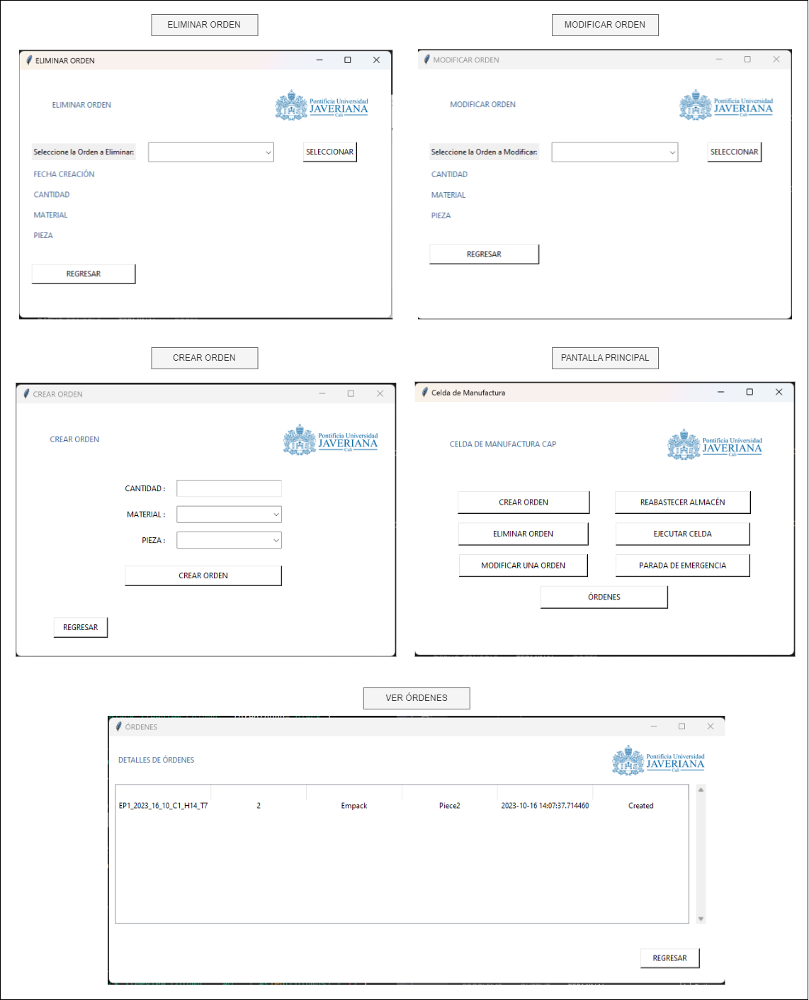 ELIMINAR ORDEN
ELIMINAR ORDEN
ELIMINAR ORDEN
Pontificia Universidad
JAVERIANA
Cali
Seleccione la Orden a Eliminar:
SELECCIONAR
FECHA CREACIÓN
CANTIDAD
MATERIAL
PIEZA
REGRESAR
MODIFICAR ORDEN
MODIFICAR ORDEN
MODIFICAR ORDEN
Pontificia Universidad
JAVERIANA
Cali
Seleccione la Orden a Modificar:
SELECCIONAR
CANTIDAD
MATERIAL
PIEZA
REGRESAR
CREAR ORDEN
CREAR ORDEN
CREAR ORDEN
Pontificia Universidad
JAVERIANA
Cali
CANTIDAD :
MATERIAL :
PIEZA :
CREAR ORDEN
REGRESAR
PANTALLA PRINCIPAL
Celda de Manufactura
CELDA DE MANUFACTURA CAP
Pontificia Universidad
JAVERIANA
Cali
CREAR ORDEN
REABASTECER ALMACÉN
ELIMINAR ORDEN
EJECUTAR CELDA
MODIFICAR UNA ORDEN
PARADA DE EMERGENCIA
ÓRDENES
VER ÓRDENES
ÓRDENES
DETALLES DE ÓRDENES
Pontificia Universidad
JAVERIANA
Cali
EP1_2023_16_10_C1_H14_T7 2 Empack Piece2 2023-10-16 14:07:37.714460 Created
REGRESAR